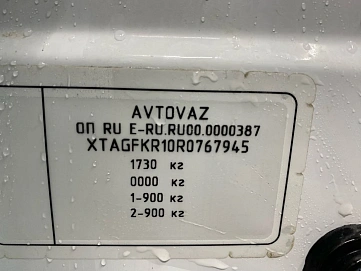 AVTOVAZ
ОП RU E-RU.RU00.0000387
XTAGFKR10R0767945
1730 кг
0000 кг
1-900 кг
2-900 кг